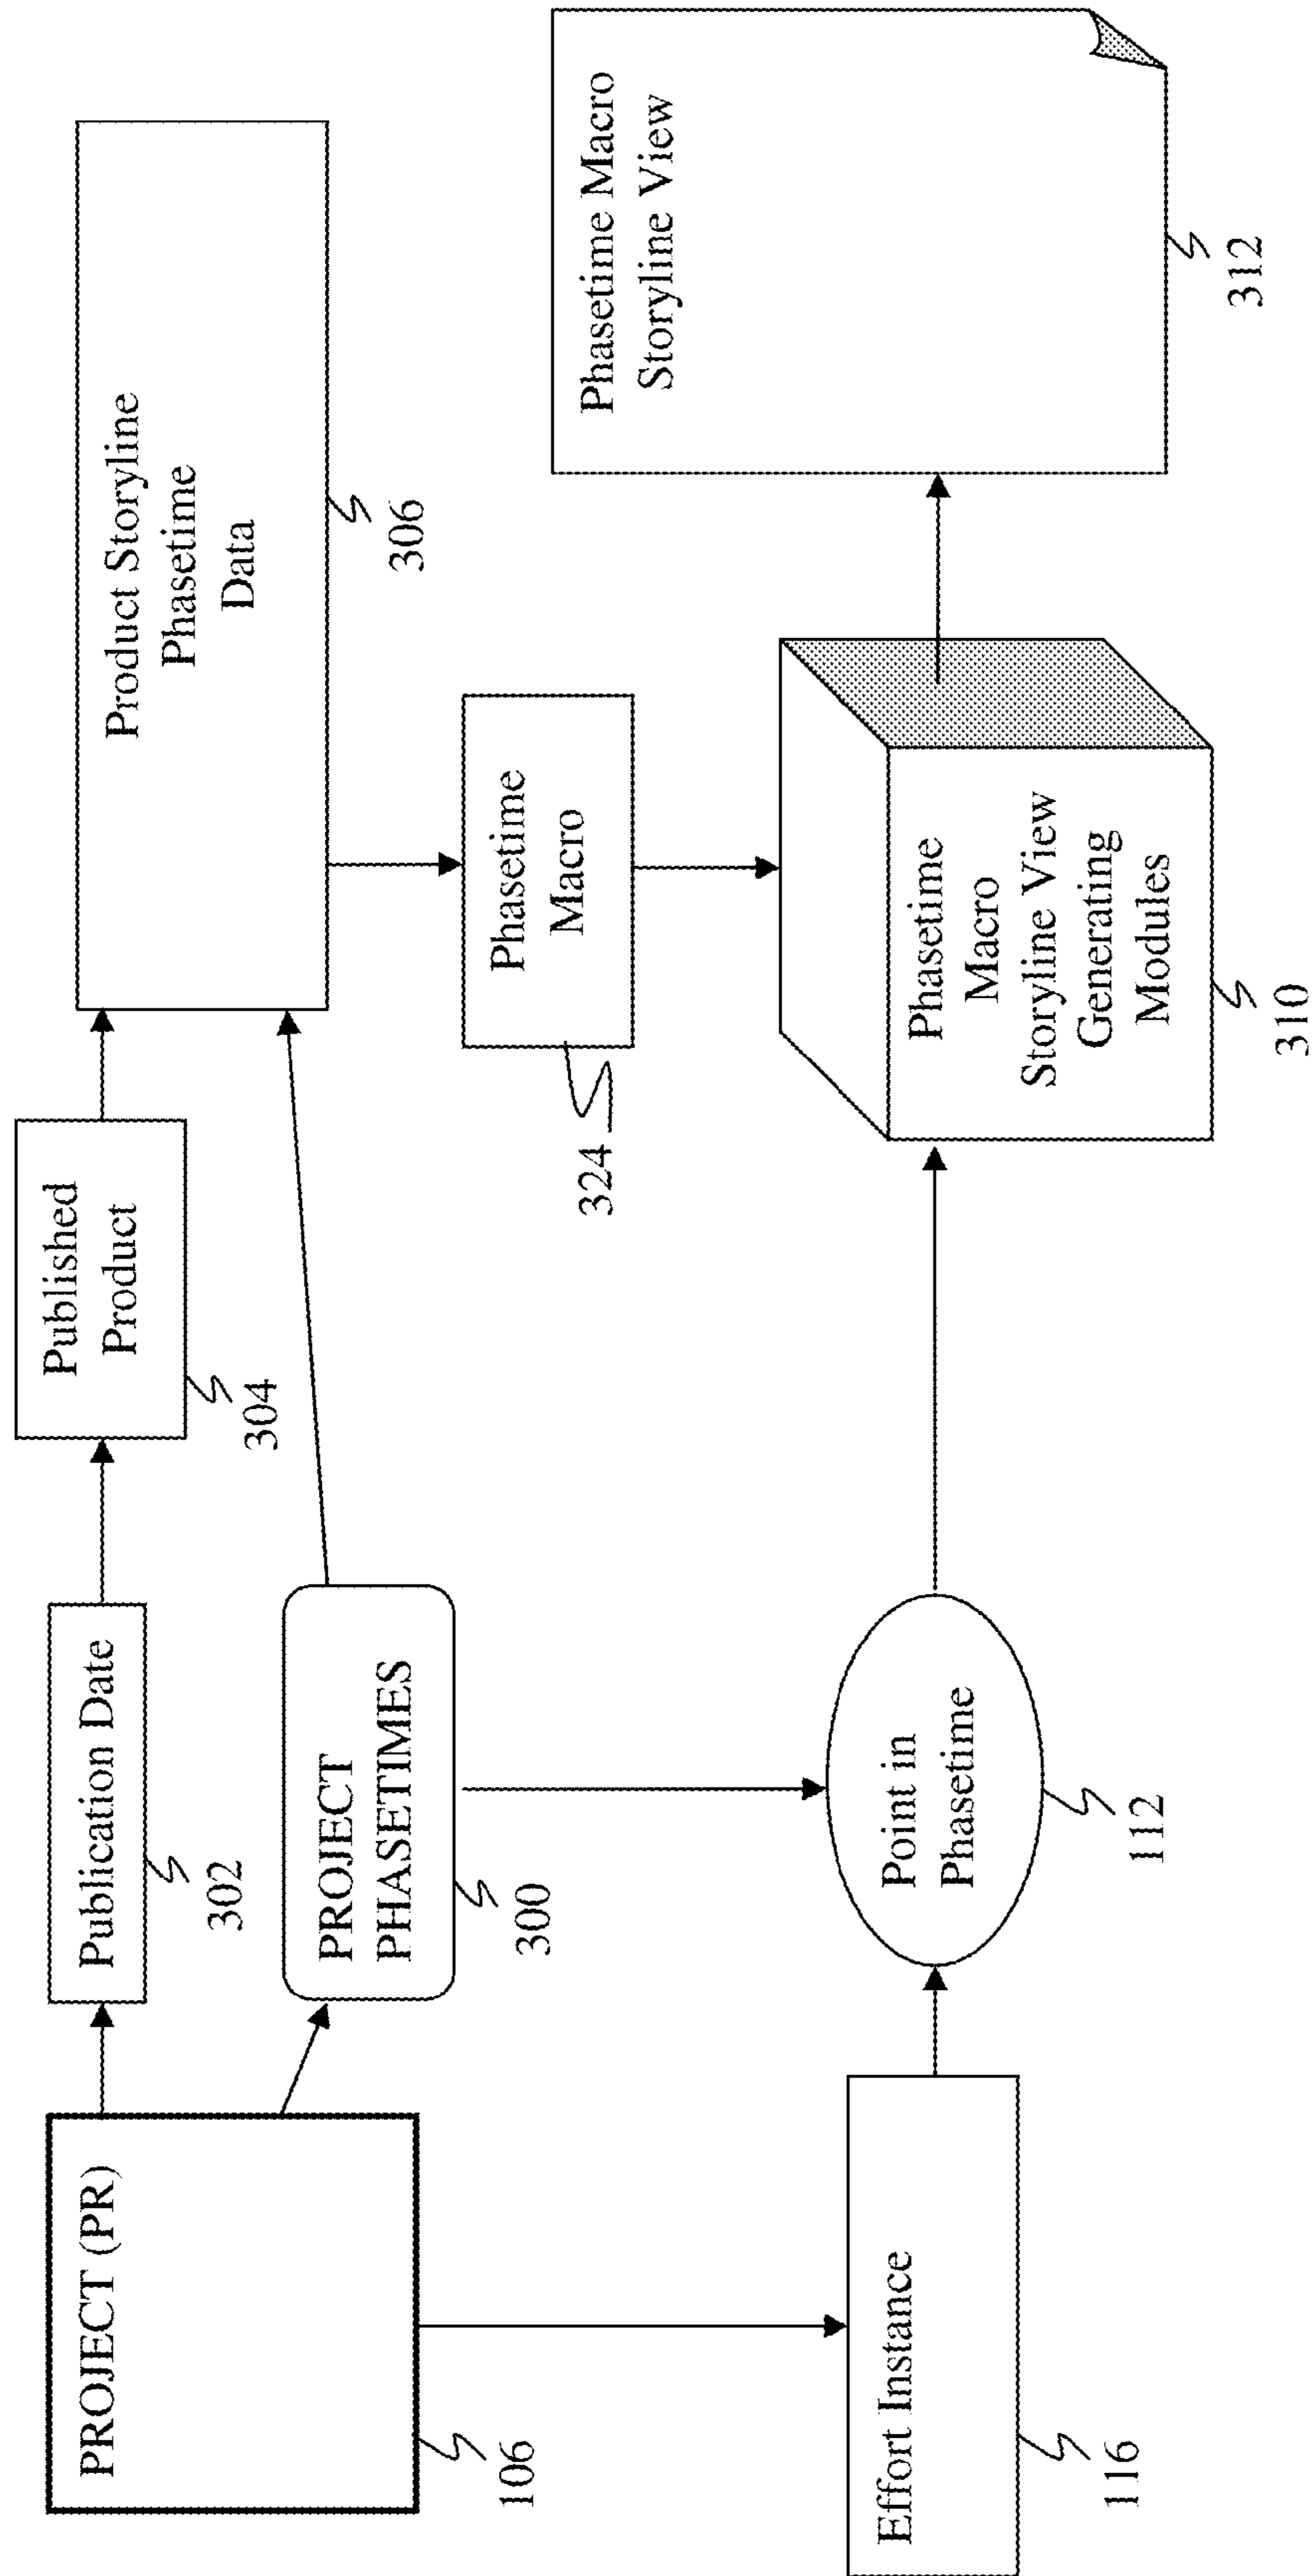 PROJECT (PR)
106
Publication Date
302
Published
Product
304
Product Storyline
Phasetime
Data
306
PROJECT
PHASETIMES
300
Phasetime
Macro
324
Effort Instance
116
Point in
Phasetime
112
Phasetime
Macro
Storyline View
Generating
Modules
310
Phasetime Macro
Storyline View
312